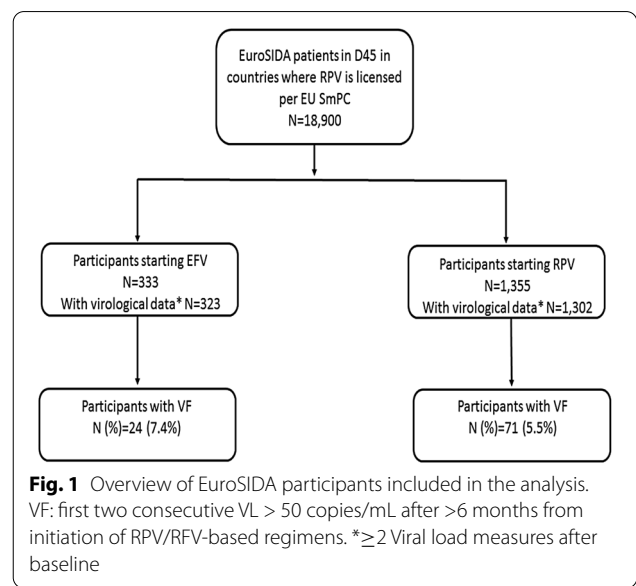 EuroSIDA patients in D45 in
countries where RPV is licensed
per EU SmPC
N=18,900
Participants starting EFV
N=333
With virological data* N=323
Participants starting RPV
N=1,355
With virological data* N=1,302
Participants with VF
N (%)=24 (7.4%)
Participants with VF
N (%)=71 (5.5%)
Fig. 1 Overview of EuroSIDA participants included in the analysis.
VF: first two consecutive VL > 50 copies/mL after >6 months from
initiation of RPV/RFV-based regimens. *≥2 Viral load measures after
baseline